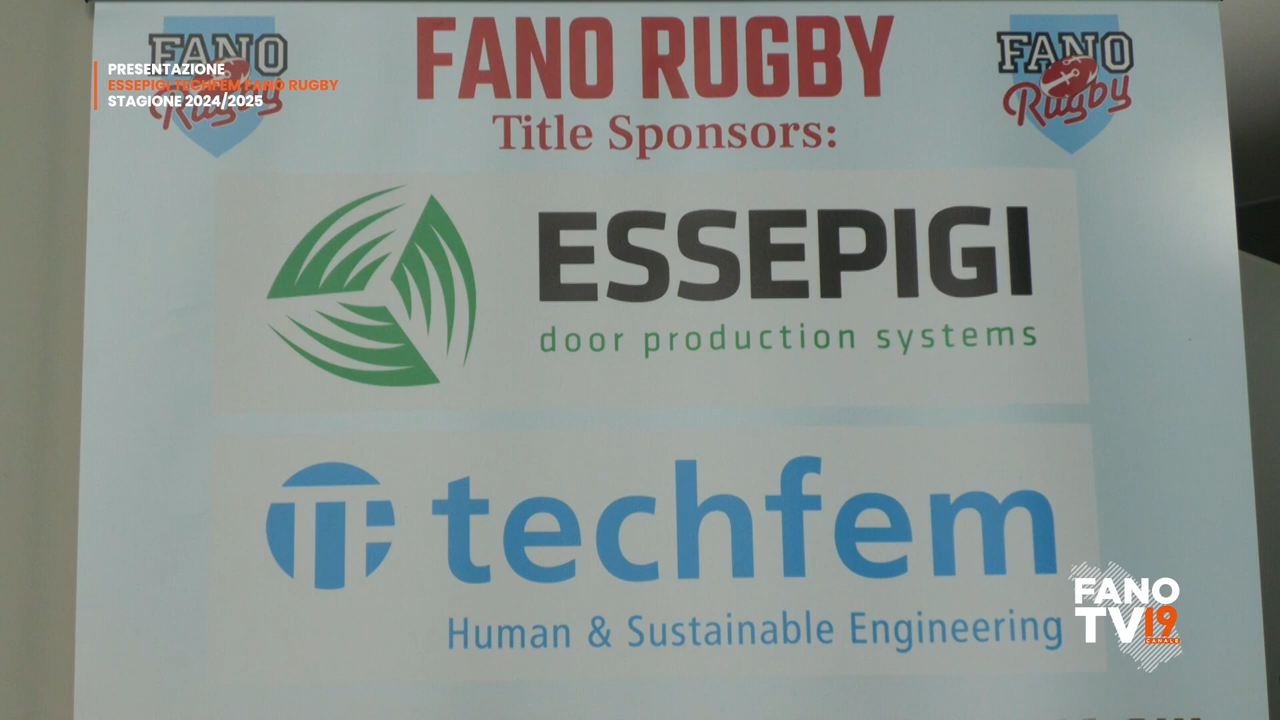 FANO
Rugby
PRESENTAZIONE
ESSEPIGI TECHFEM FANO RUGBY
STAGIONE 2024/2025
FANO RUGBY
Title Sponsors:
FANO
Rugby
ESSEPIGI
door production systems
techfem
Human & Sustainable Engineering
FANO
TV19
CANALE